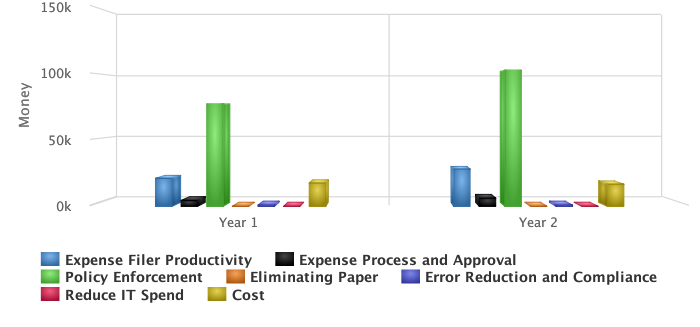 150k
100k
50k
0k
Money
Year 1
Year 2
Expense Filer Productivity
Expense Process and Approval
Policy Enforcement
Eliminating Paper
Error Reduction and Compliance
Reduce IT Spend
Cost